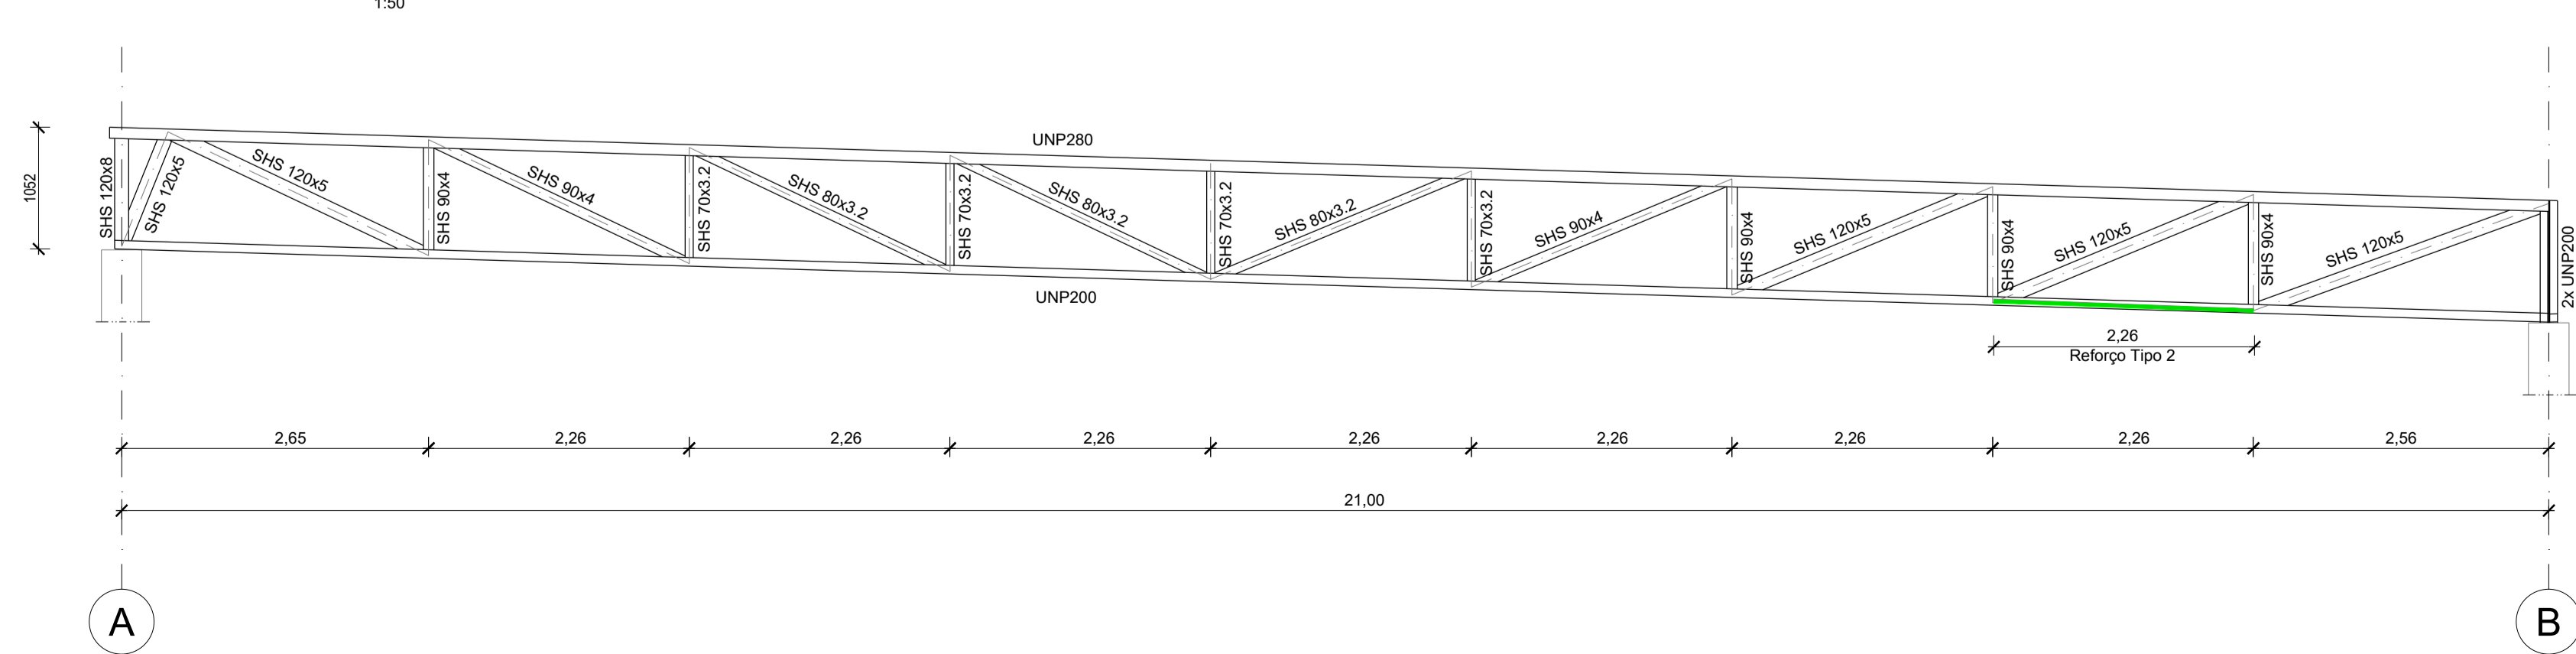 1:50
UNP280
1052
SHS 120x8
SHS 120x5
SHS 120x5
SHS 90x4
SHS 90x4
SHS 70x3.2
SHS 80x3.2
SHS 70x3.2
SHS 80x3.2
SHS 70x3.2
SHS 80x3.2
SHS 70x3.2
SHS 90x4
SHS 90x4
SHS 120x5
SHS 90x4
SHS 120x5
SHS 90x4
SHS 120x5
2x UNP200
UNP200
2,26
Reforço Tipo 2
2,65
2,26
2,26
2,26
2,26
2,26
2,26
2,26
2,56
21,00
A
B